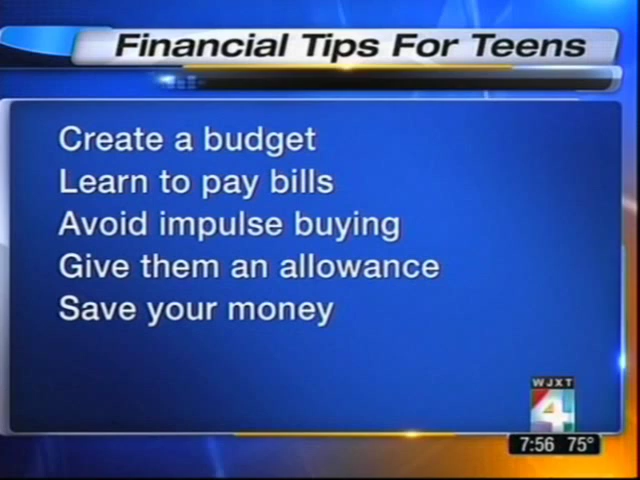 Financial Tips For Teens
Create a budget
Learn to pay bills
Avoid impulse buying
Give them an allowance
Save your money
WJXT
4
7:56 75°